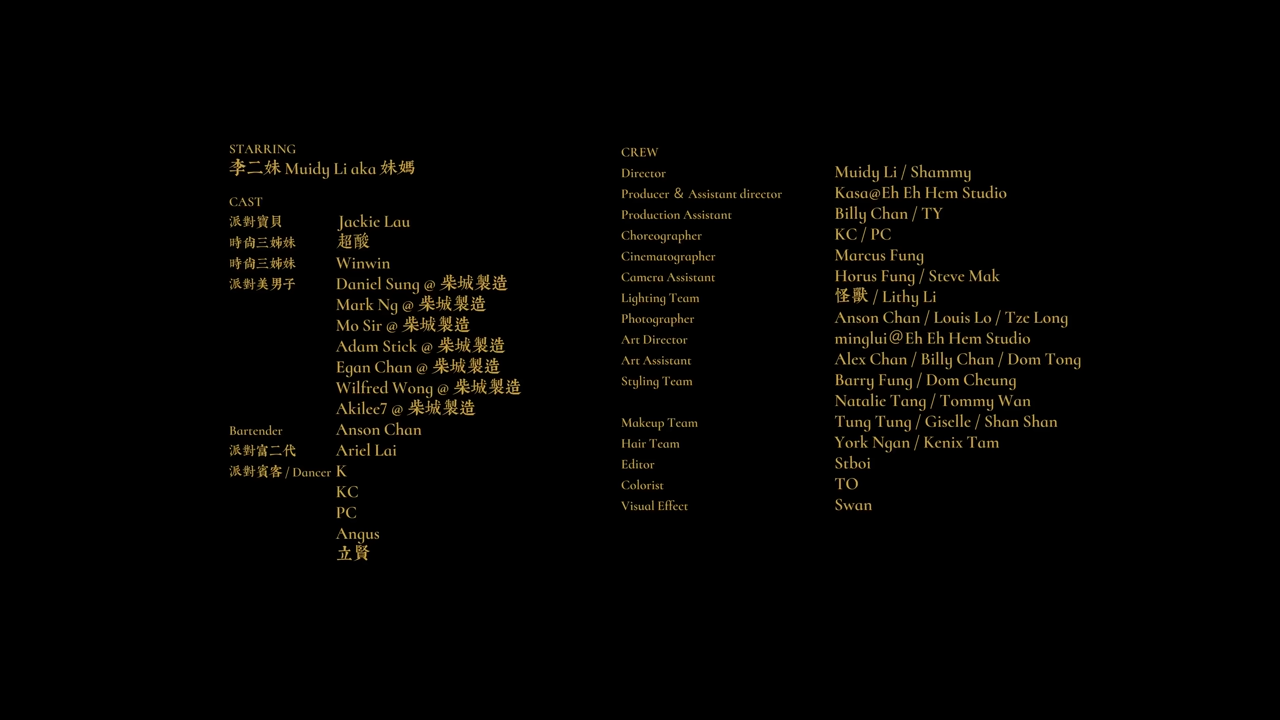 STARRING
李二妹 Muidy Li aka 妹媽
CAST
派對寶貝 Jackie Lau
時尚三姊妹 超酸
時尚三姊妹 Winwin
派對美男子 Daniel Sung @ 柴城製造
Mark Ng @ 柴城製造
Mo Sir @ 柴城製造
Adam Stick @ 柴城製造
Egan Chan @ 柴城製造
Wilfred Wong @ 柴城製造
Akilee7 @ 柴城製造
Bartender Anson Chan
派對富二代 Ariel Lai
派對賓客 / Dancer K
KC
PC
Angus
立賢
CREW
Director Muidy Li / Shammy
Producer & Assistant director Kasa@Eh Eh Hem Studio
Production Assistant Billy Chan / TY
Choreographer KC / PC
Cinematographer Marcus Fung
Camera Assistant Horus Fung / Steve Mak
Lighting Team 怪獸 / Lithy Li
Photographer Anson Chan / Louis Lo / Tze Long
Art Director minglui@Eh Eh Hem Studio
Art Assistant Alex Chan / Billy Chan / Dom Tong
Styling Team Barry Fung / Dom Cheung
Natalie Tang / Tommy Wan
Makeup Team Tung Tung / Giselle / Shan Shan
Hair Team York Ngan / Kenix Tam
Editor Stboi
Colorist TO
Visual Effect Swan